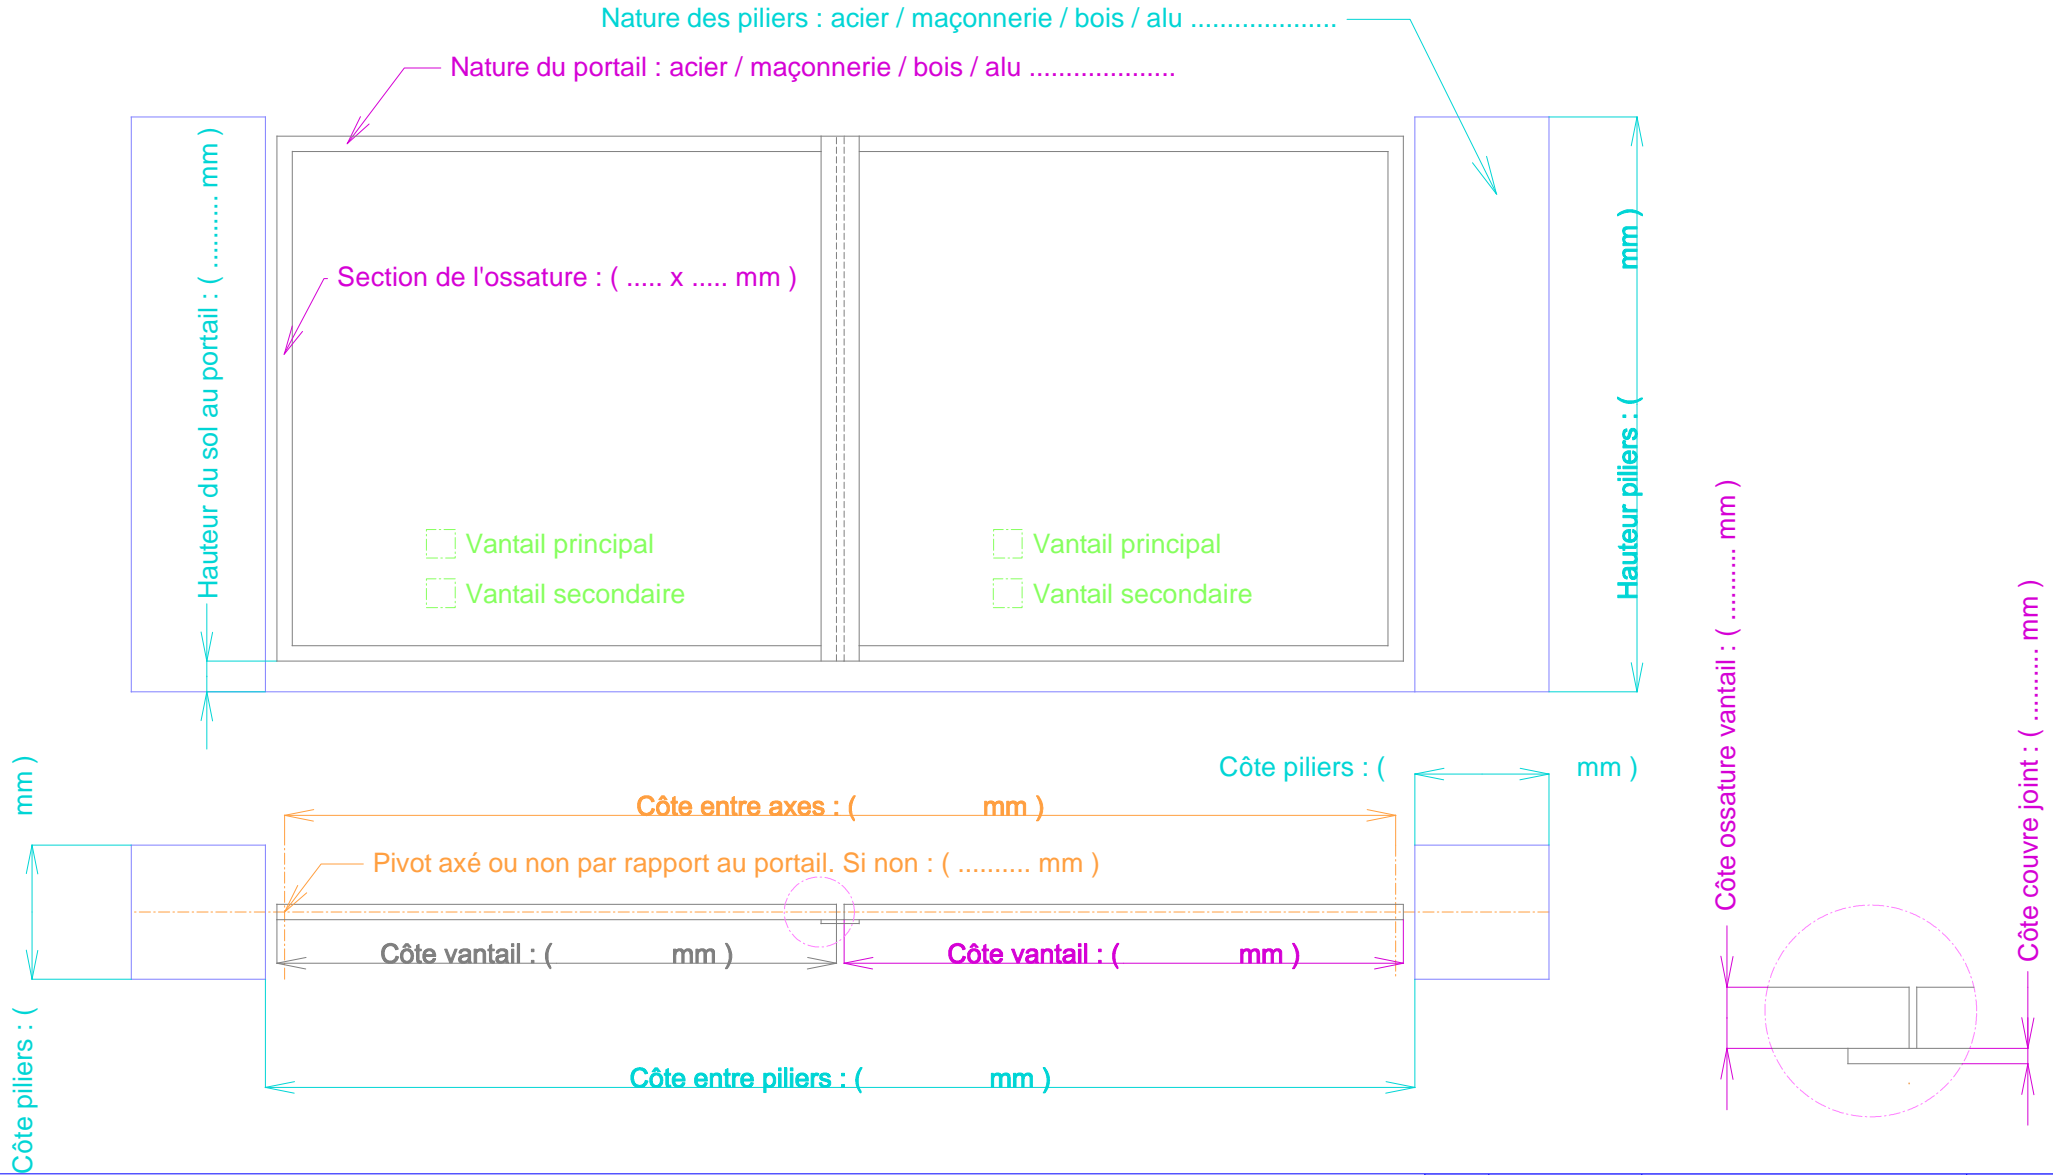 Nature des piliers : acier / maçonnerie / bois / alu ....................
Nature du portail : acier / maçonnerie / bois / alu ....................
Hauteur du sol au portail : ( .......... mm )
Section de l'ossature : ( ..... x ..... mm )
Hauteur piliers : ( mm )
Vantail principal
Vantail secondaire
Vantail principal
Vantail secondaire
Côte ossature vantail : ( .......... mm )
Côte couvre joint : ( .......... mm )
Côte piliers : ( mm )
Côte piliers : ( mm )
Côte entre axes : ( mm )
Pivot axé ou non par rapport au portail. Si non : ( .......... mm )
Côte vantail : ( mm )
Côte vantail : ( mm )
Côte entre piliers : ( mm )